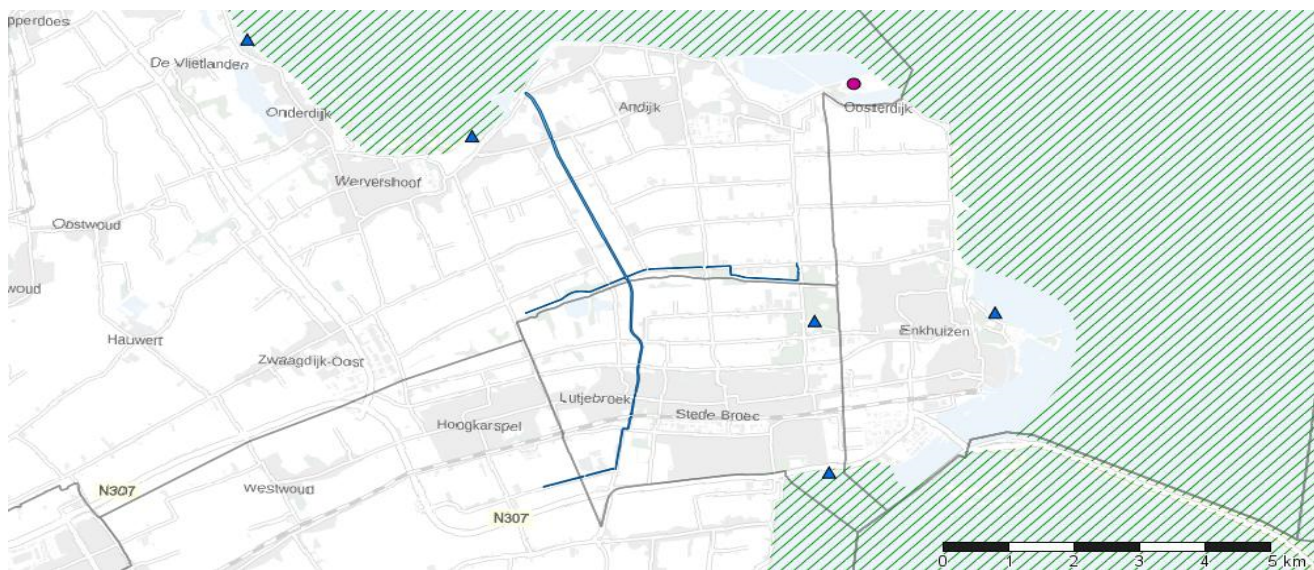 pperdoes
De Vlietlanden
Onderdijk
Andijk
Oosterdijk
Wervershoof
Oostwoud
woud
Hauwert
Zwaagdijk-Oost
Enkhuizen
Lutjebroek
Stede Broec
Hoogkarspel
N307
Westwoud
N307
0 1 2 3 4 5 km